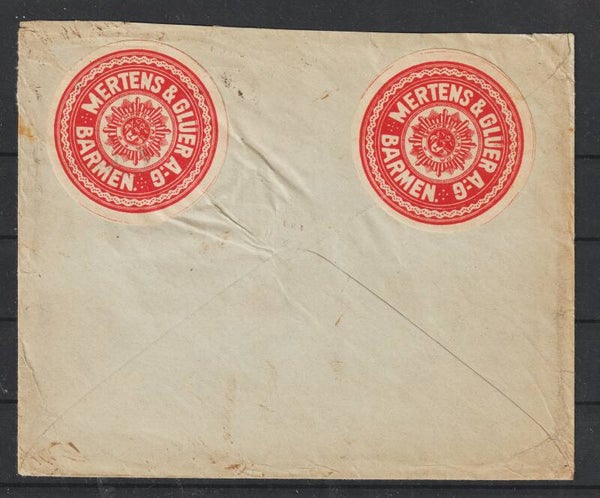 MERTENS & GLUER A-G
BARMEN.
MERTENS & GLUER A-G
BARMEN.